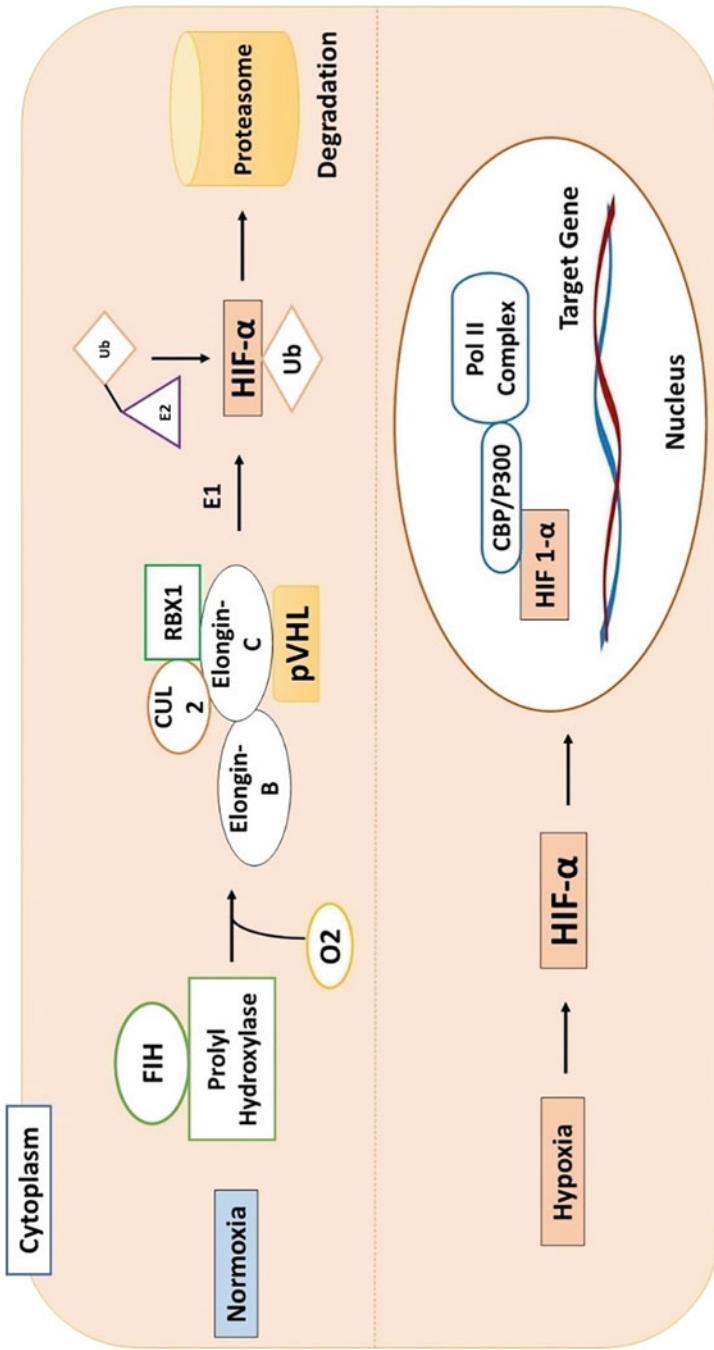 Cytoplasm
Normoxia
FIH
Prolyl
Hydroxylase
O2
Elongin-
B
CUL
2
RBX1
Elongin-
C
pVHL
E1
Ub
E2
HIF-α
Ub
Proteasome
Degradation
Hypoxia
HIF-α
HIF 1-α
CBP/P300
Pol II
Complex
Target Gene
Nucleus